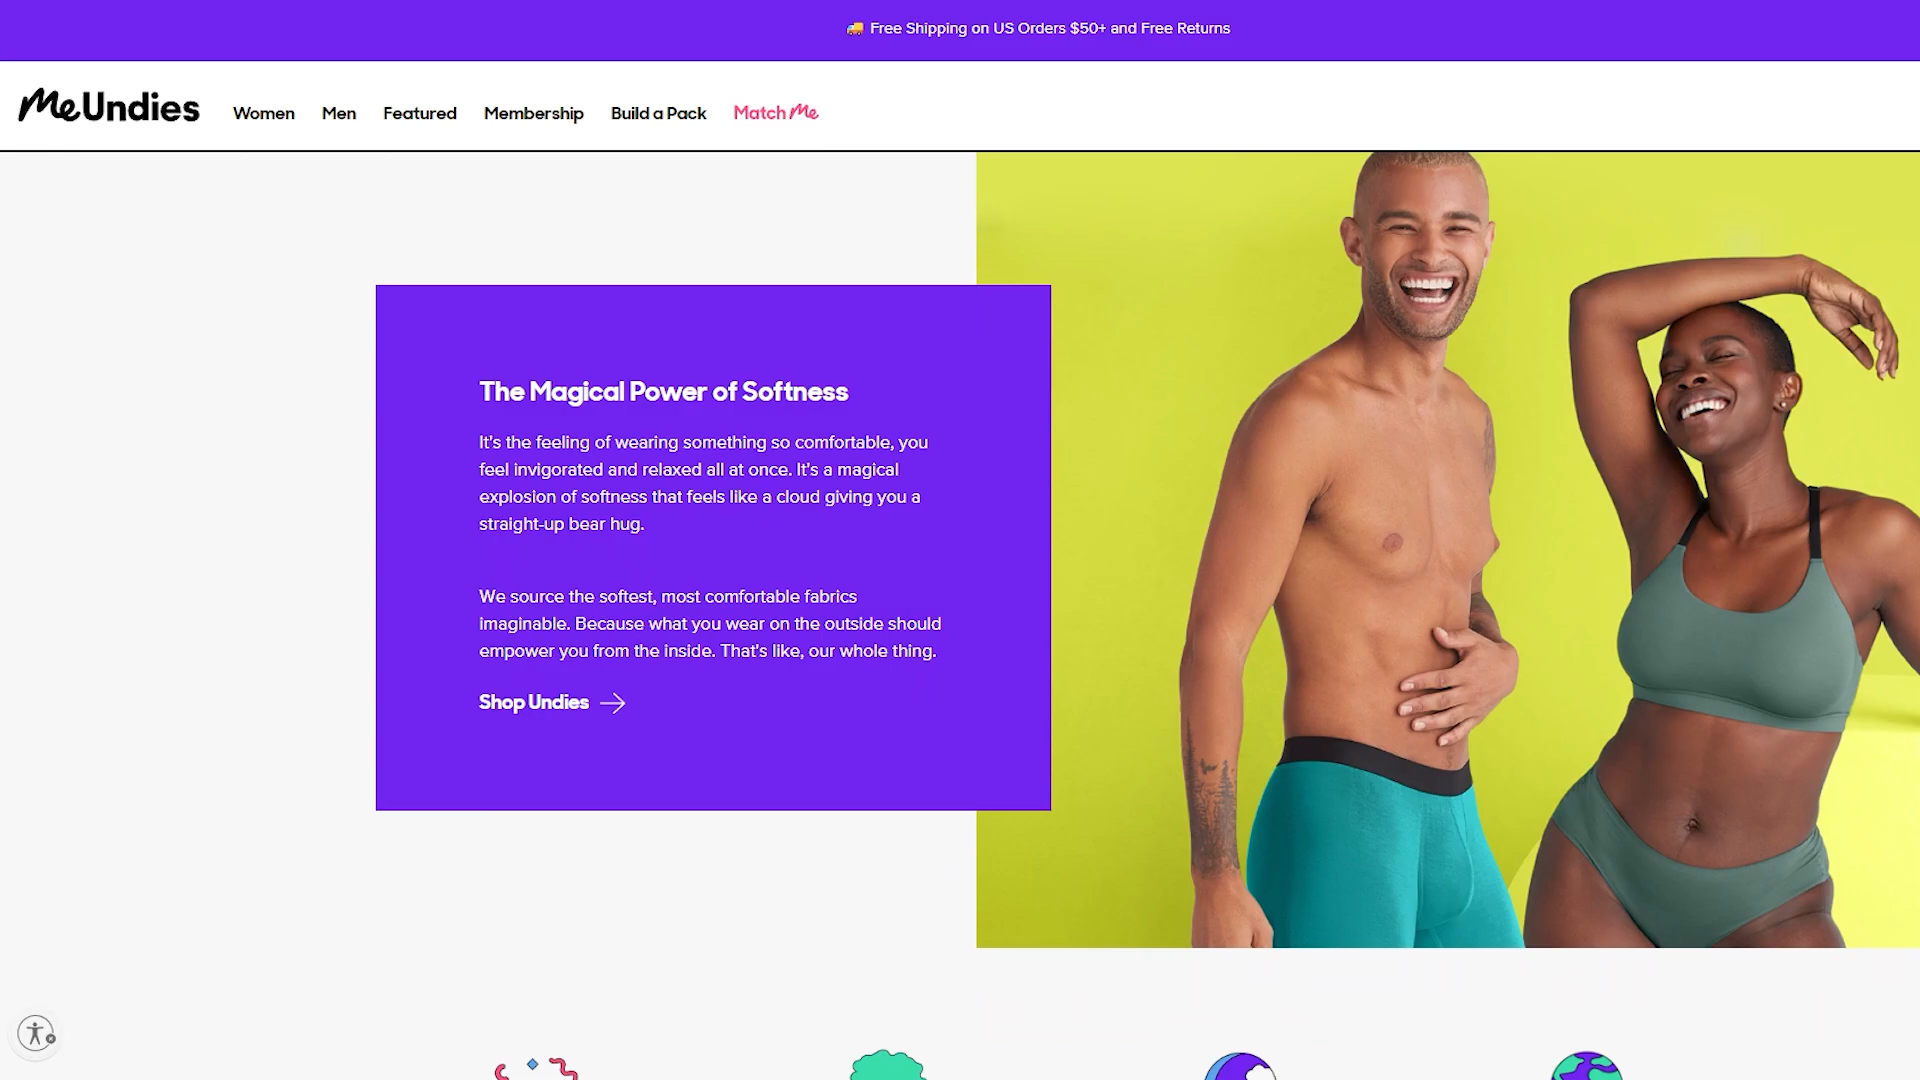 Free Shipping on US Orders $50+ and Free Returns
MeUndies
Women
Men
Featured
Membership
Build a Pack
MatchMe
The Magical Power of Softness
It's the feeling of wearing something so comfortable, you
feel invigorated and relaxed all at once. It's a magical
explosion of softness that feels like a cloud giving you a
straight-up bear hug.
We source the softest, most comfortable fabrics
imaginable. Because what you wear on the outside should
empower you from the inside. That's like, our whole thing.
Shop Undies